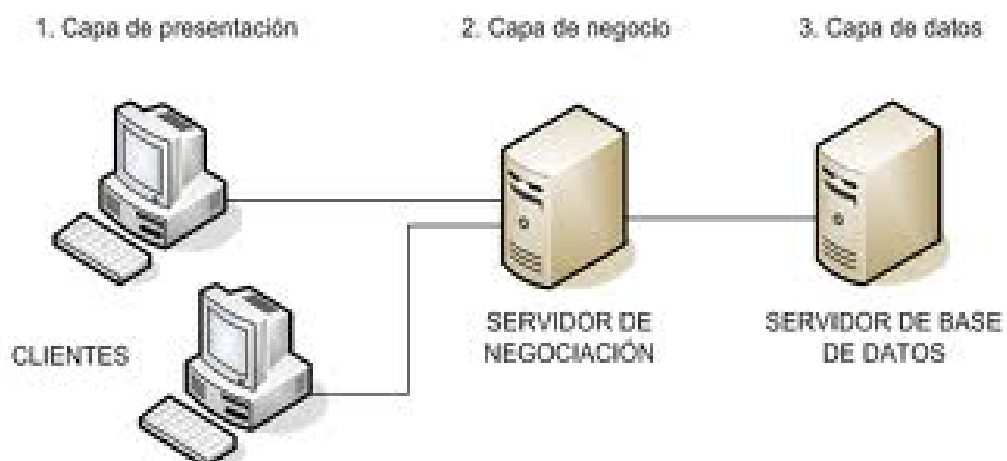 1. Capa de presentación
2. Capa de negocio
3. Capa de datos
CLIENTES
SERVIDOR DE
NEGOCIACIÓN
SERVIDOR DE BASE
DE DATOS